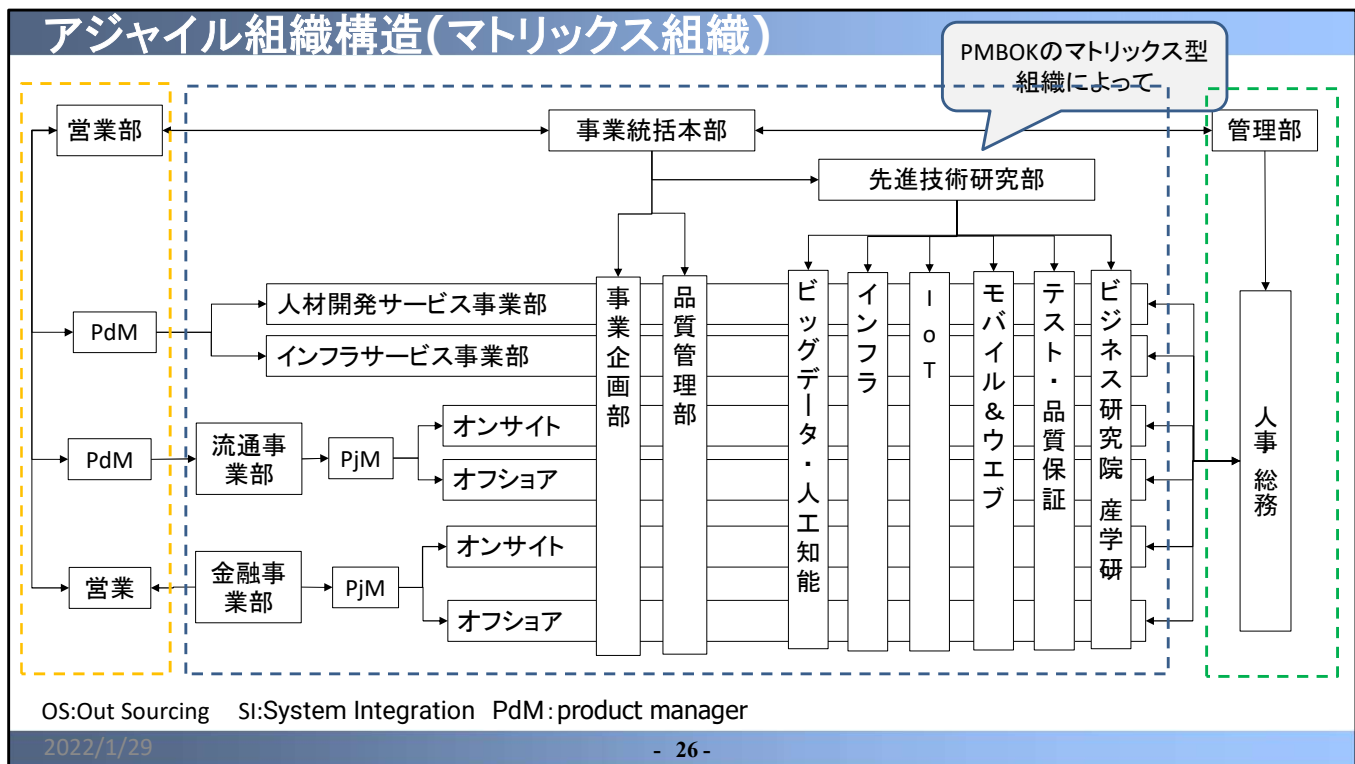 アジャイル組織構造(マトリックス組織)
PMBOKのマトリックス型
組織によって
営業部
事業統括本部
管理部
先進技術研究部
事業企画部
品質管理部
ビッグデータ・人工知能
インフラ
IoT
モバイル&ウエブ
テスト・品質保証
ビジネス研究院 産学研
人材開発サービス事業部
PdM
インフラサービス事業部
人事・総務
オンサイト
流通事
業部
PdM
PjM
オフショア
オンサイト
金融事
業部
営業
PjM
オフショア
OS:Out Sourcing SI:System Integration PdM:product manager
2022/1/29
- 26 -